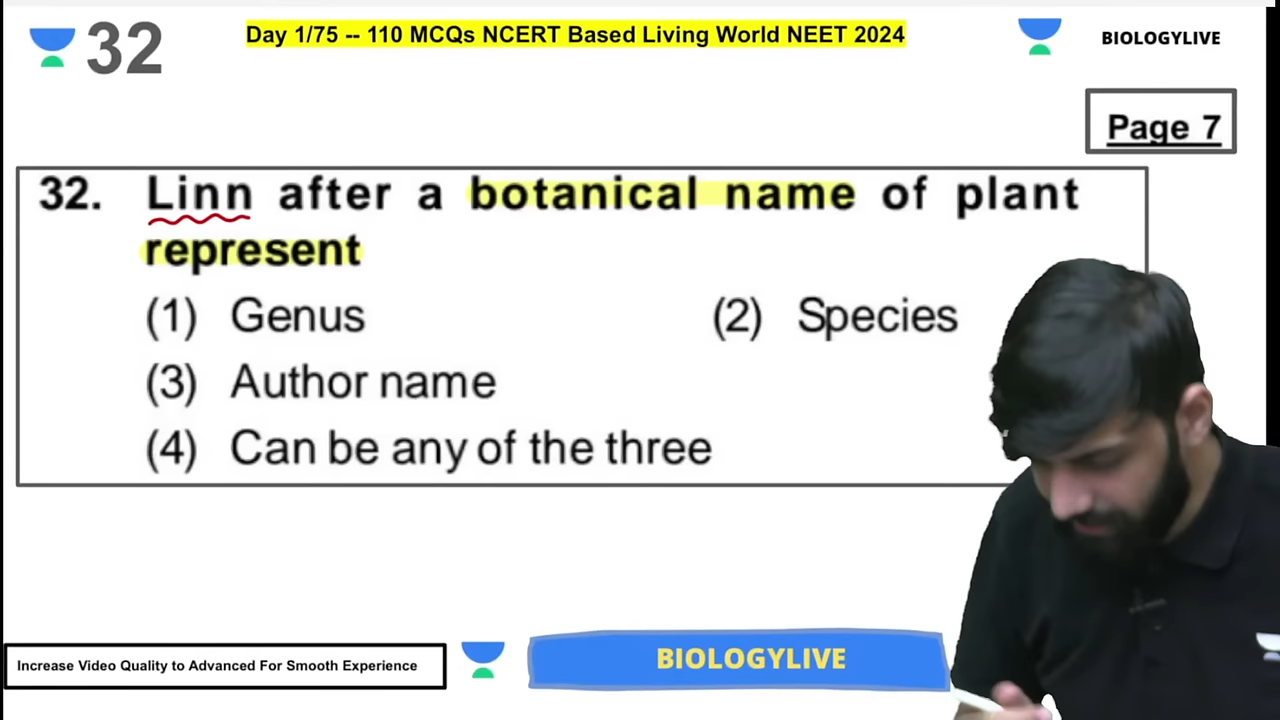 32
Day 1/75 -- 110 MCQs NCERT Based Living World NEET 2024
BIOLOGYLIVE
Page 7
32. Linn after a botanical name of plant
represent
(1) Genus (2) Species
(3) Author name
(4) Can be any of the three
Increase Video Quality to Advanced For Smooth Experience
BIOLOGYLIVE